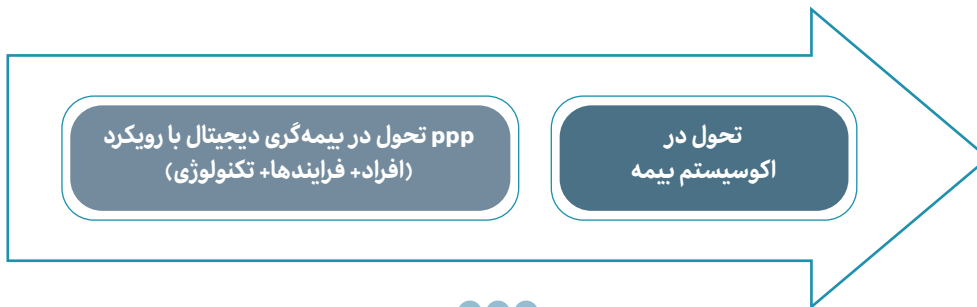 تحول در
اکوسیستم بیمه
تحول در بیمه‌گری دیجیتال با رویکرد ppp
(افراد+ فرایندها+ تکنولوژی)